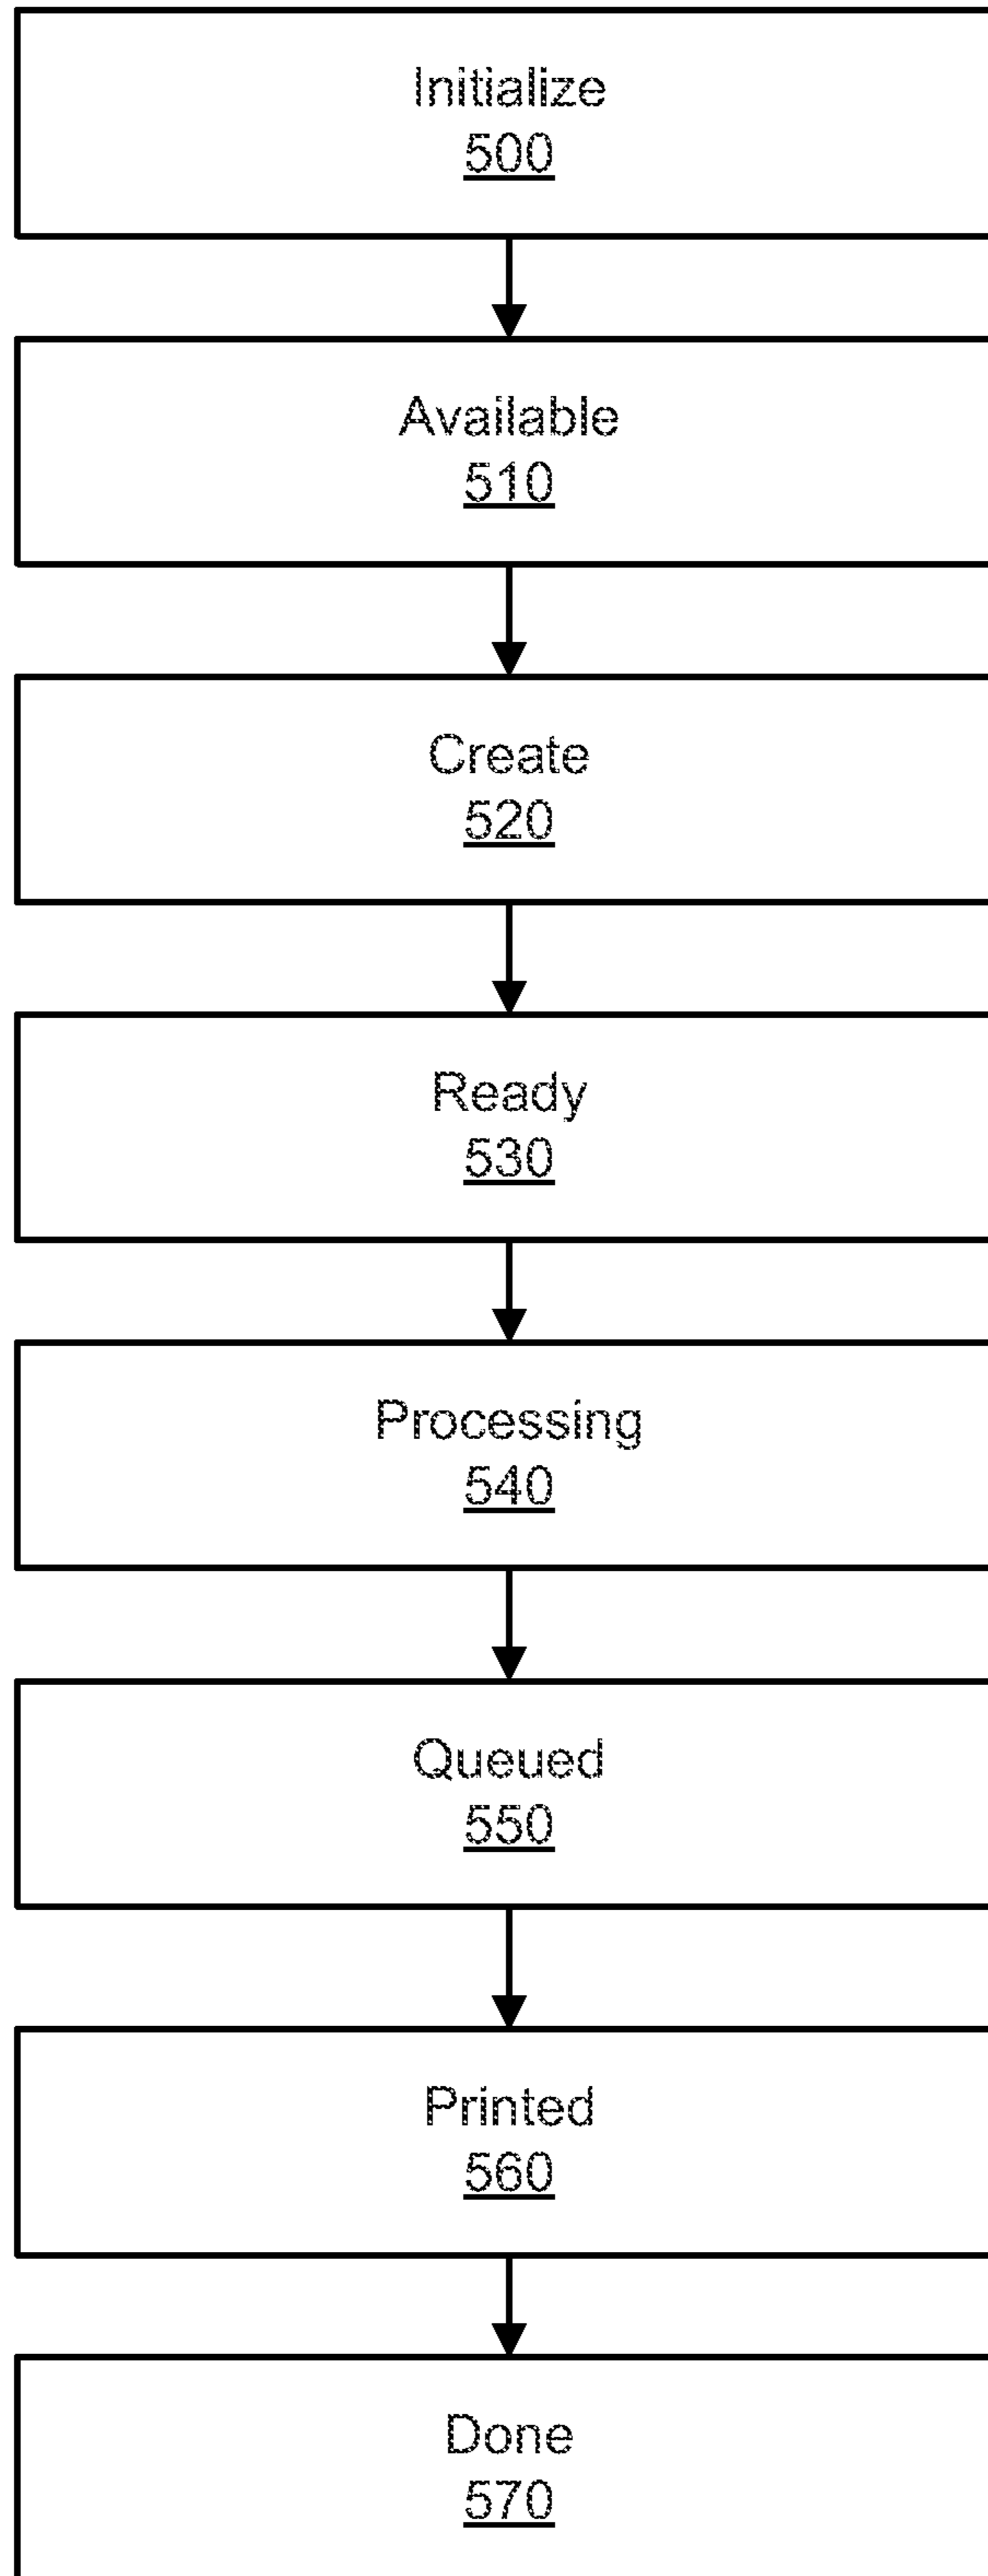 Initialize
500
Available
510
Create
520
Ready
530
Processing
540
Queued
550
Printed
560
Done
570